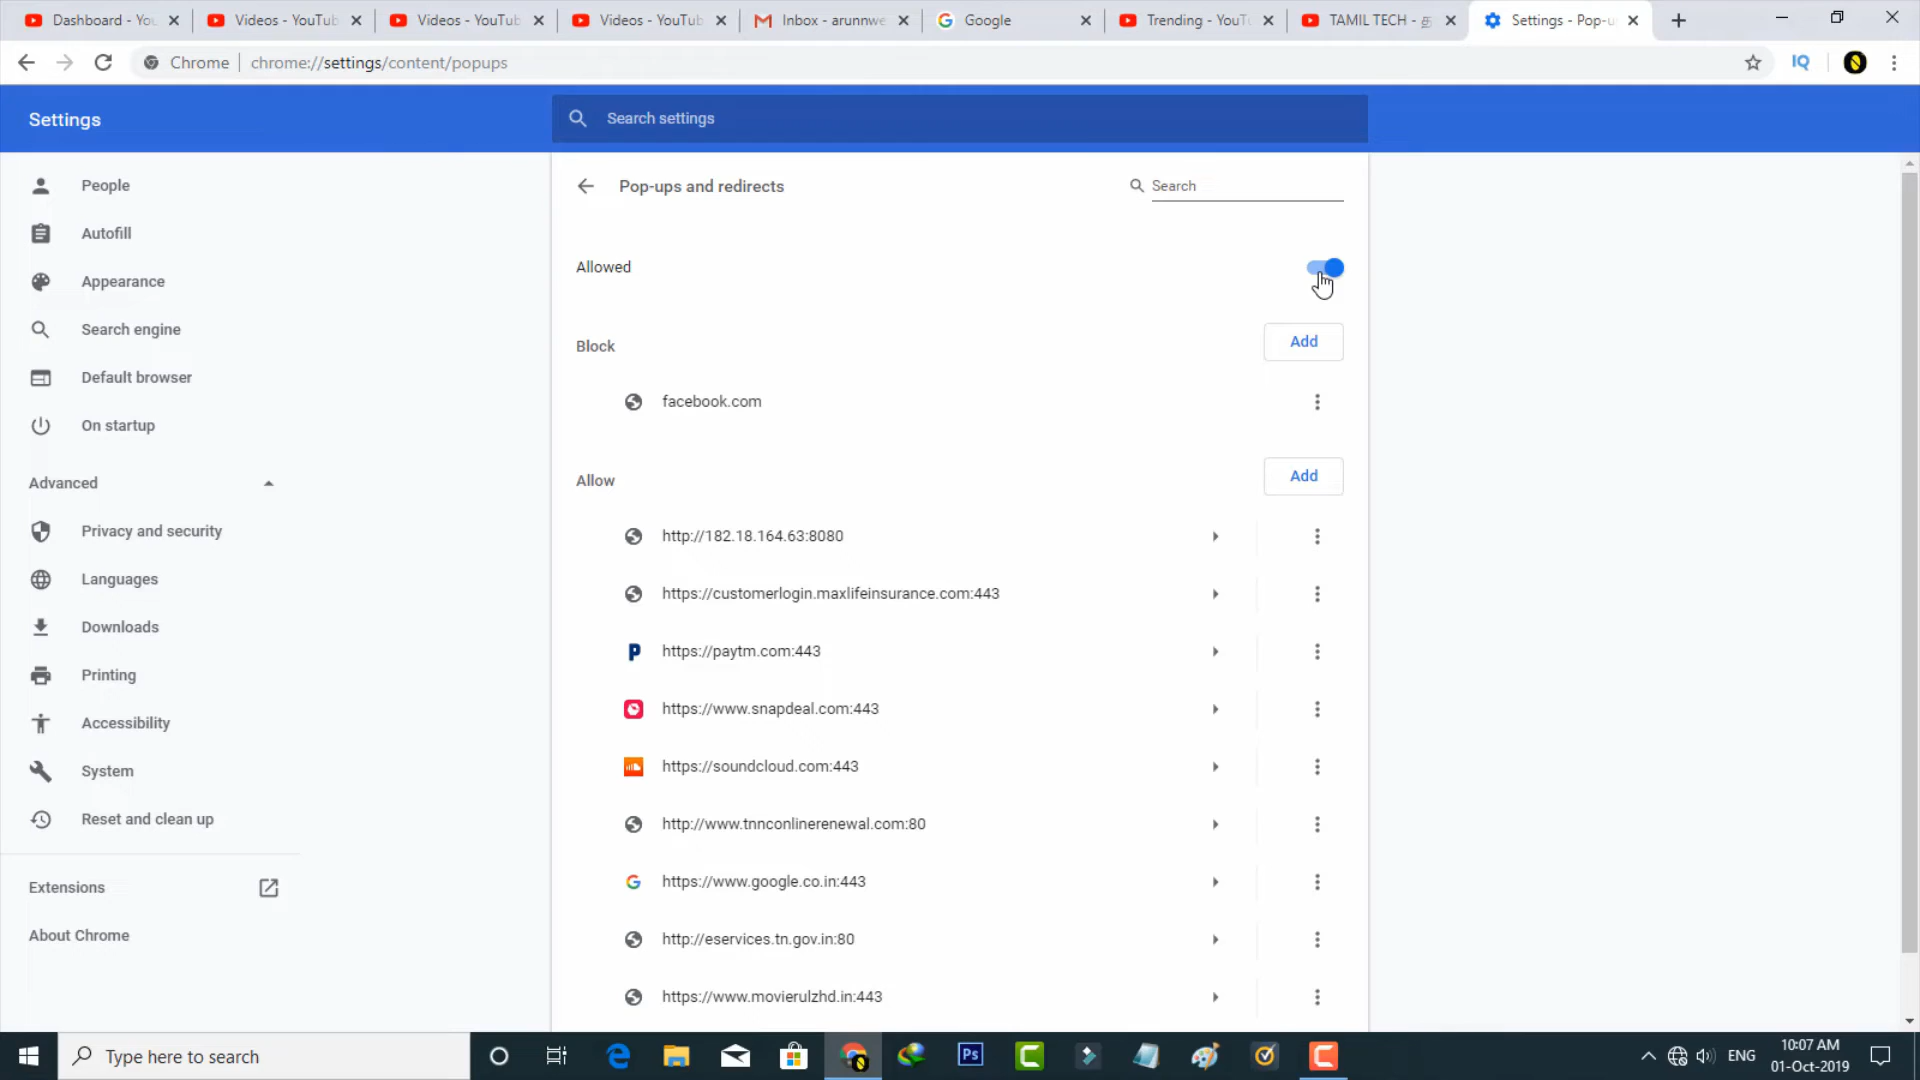 Dashboard - You
Videos - YouTub
Videos - YouTub
Videos - YouTub
Inbox - arunnwe
Google
Trending - YouTu
TAMIL TECH - த
Settings - Pop-u
Chrome
chrome://settings/content/popups
IQ
Settings
Search settings
People
Autofill
Appearance
Search engine
Default browser
On startup
Advanced
Privacy and security
Languages
Downloads
Printing
Accessibility
System
Reset and clean up
Extensions
About Chrome
Pop-ups and redirects
Search
Allowed
Block
Add
facebook.com
Allow
Add
http://182.18.164.63:8080
https://customerlogin.maxlifeinsurance.com:443
https://paytm.com:443
https://www.snapdeal.com:443
https://soundcloud.com:443
http://www.tnnconlinerenewal.com:80
https://www.google.co.in:443
http://eservices.tn.gov.in:80
https://www.movierulzhd.in:443
Type here to search
Ps
ENG
10:07 AM
01-Oct-2019